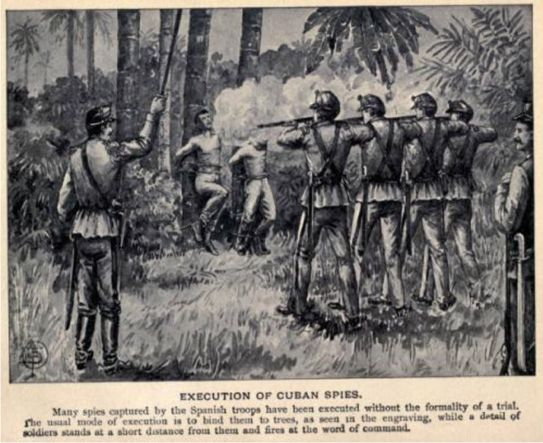 EXECUTION OF CUBAN SPIES.
Many spies captured by the Spanish troops have been executed without the formality of a trial.
The usual mode of execution is to bind them to trees, as seen in the engraving, while a detail of
soldiers stands at a short distance from them and fires at the word of command.